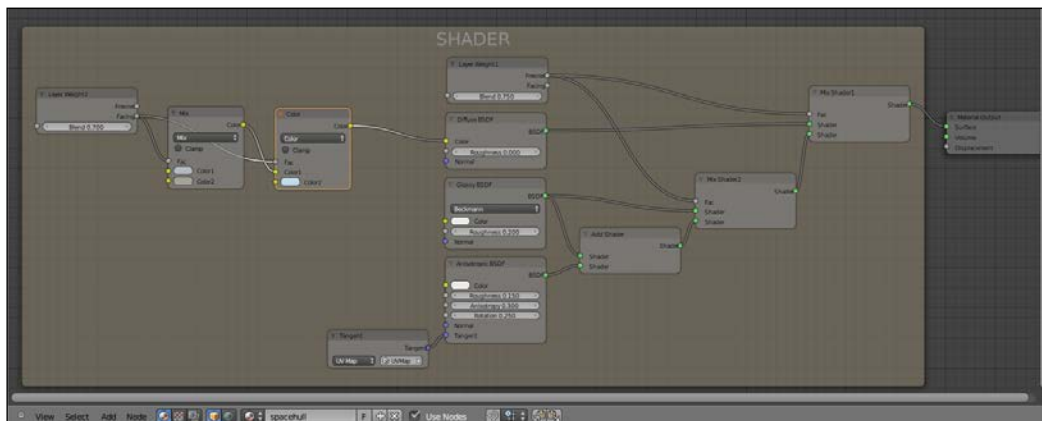 SHADER
Layer Weight2
Fresnel
Facing
Blend 0.700
Mix
Color
Mix
Clamp
Fac
Color1
Color2
Color
Color
Color
Clamp
Fac
Color1
Color2
Layer Weight1
Fresnel
Facing
Blend 0.750
Diffuse BSDF
BSDF
Color
Roughness 0.000
Normal
Glossy BSDF
BSDF
Beckmann
Color
Roughness 0.200
Normal
Anisotropic BSDF
BSDF
Color
Roughness 0.150
Anisotropy 0.300
Rotation 0.250
Normal
Tangent
Tangent1
Tangent
UV Map
UVMap
Add Shader
Shader
Shader
Shader
Mix Shader2
Shader
Fac
Shader
Shader
Mix Shader1
Shader
Fac
Shader
Shader
Material Output
Surface
Volume
Displacement
View Select Add Node spacehull F Use Nodes